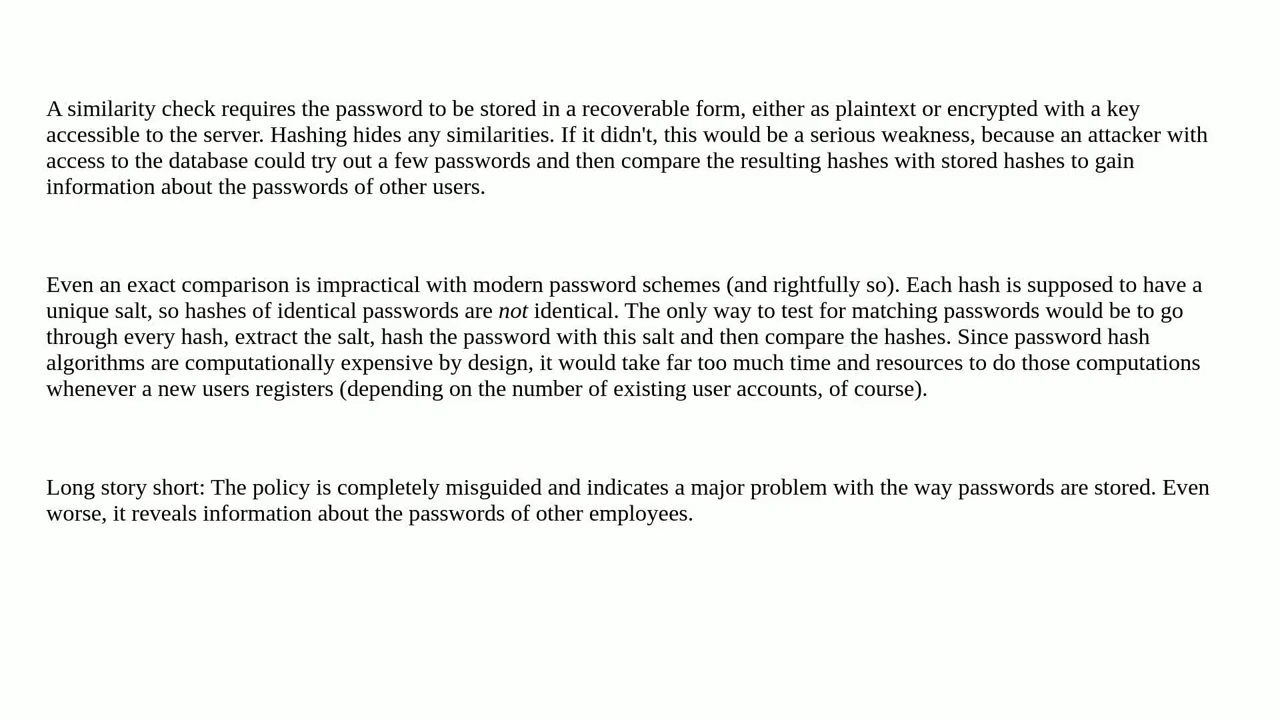 A similarity check requires the password to be stored in a recoverable form, either as plaintext or encrypted with a key
accessible to the server. Hashing hides any similarities. If it didn't, this would be a serious weakness, because an attacker with
access to the database could try out a few passwords and then compare the resulting hashes with stored hashes to gain
information about the passwords of other users.
Even an exact comparison is impractical with modern password schemes (and rightfully so). Each hash is supposed to have a
unique salt, so hashes of identical passwords are not identical. The only way to test for matching passwords would be to go
through every hash, extract the salt, hash the password with this salt and then compare the hashes. Since password hash
algorithms are computationally expensive by design, it would take far too much time and resources to do those computations
whenever a new users registers (depending on the number of existing user accounts, of course).
Long story short: The policy is completely misguided and indicates a major problem with the way passwords are stored. Even
worse, it reveals information about the passwords of other employees.